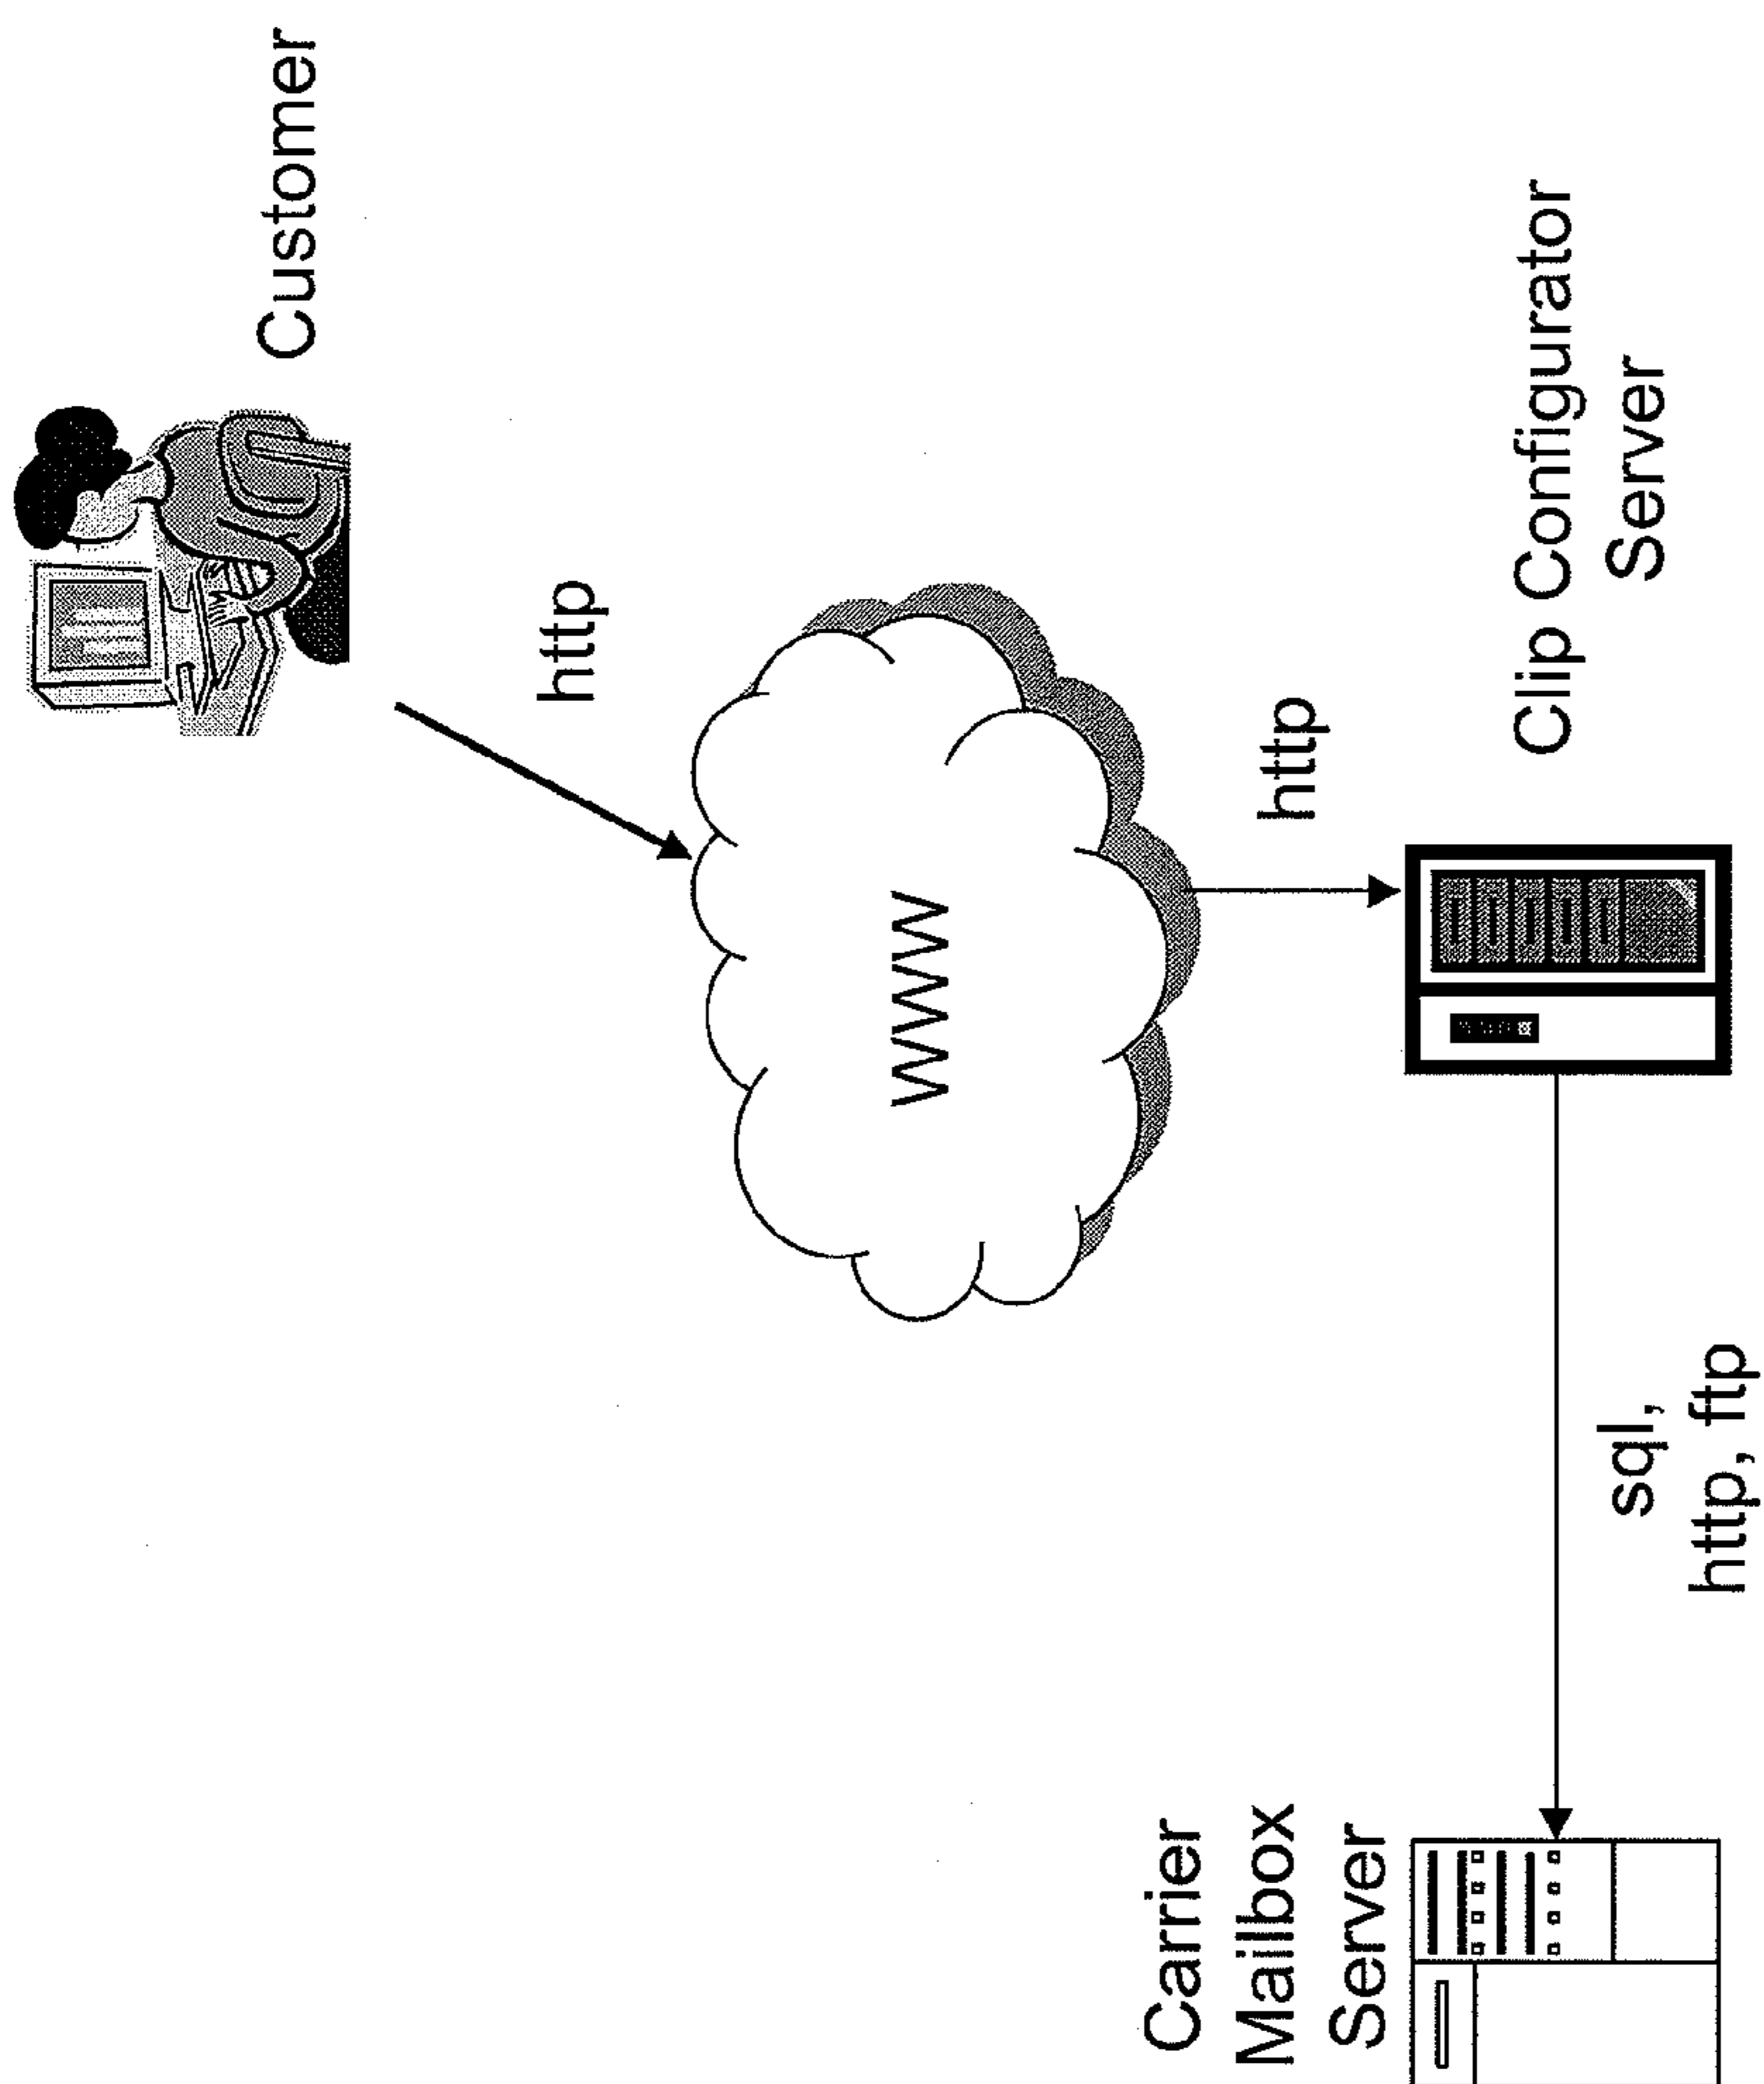 Customer
http
www
http
Clip Configurator
Server
sql,
http, ftp
Carrier
Mailbox
Server